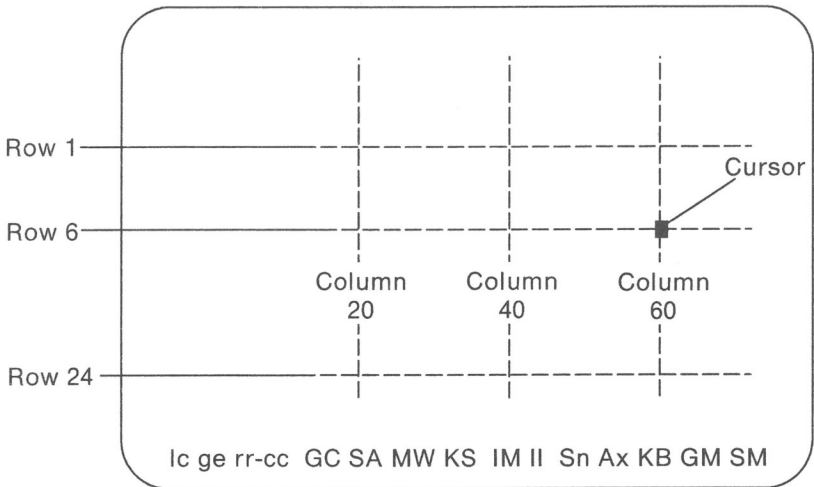 Row 1
Cursor
Row 6
Column 20
Column 40
Column 60
Row 24
lc ge rr-cc GC SA MW KS IM II Sn Ax KB GM SM